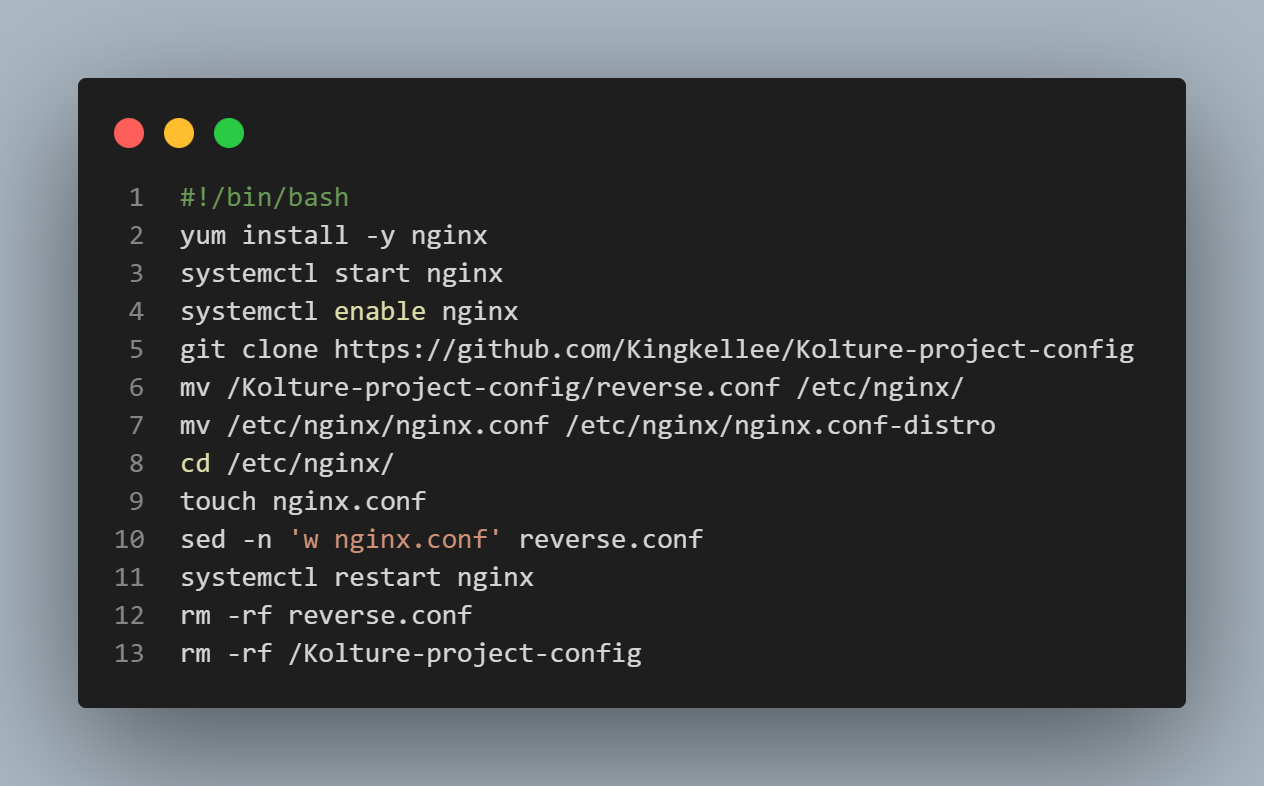 1 #!/bin/bash
2 yum install -y nginx
3 systemctl start nginx
4 systemctl enable nginx
5 git clone https://github.com/Kingkellee/Kolture-project-config
6 mv /Kolture-project-config/reverse.conf /etc/nginx/
7 mv /etc/nginx/nginx.conf /etc/nginx/nginx.conf-distro
8 cd /etc/nginx/
9 touch nginx.conf
10 sed -n 'w nginx.conf' reverse.conf
11 systemctl restart nginx
12 rm -rf reverse.conf
13 rm -rf /Kolture-project-config